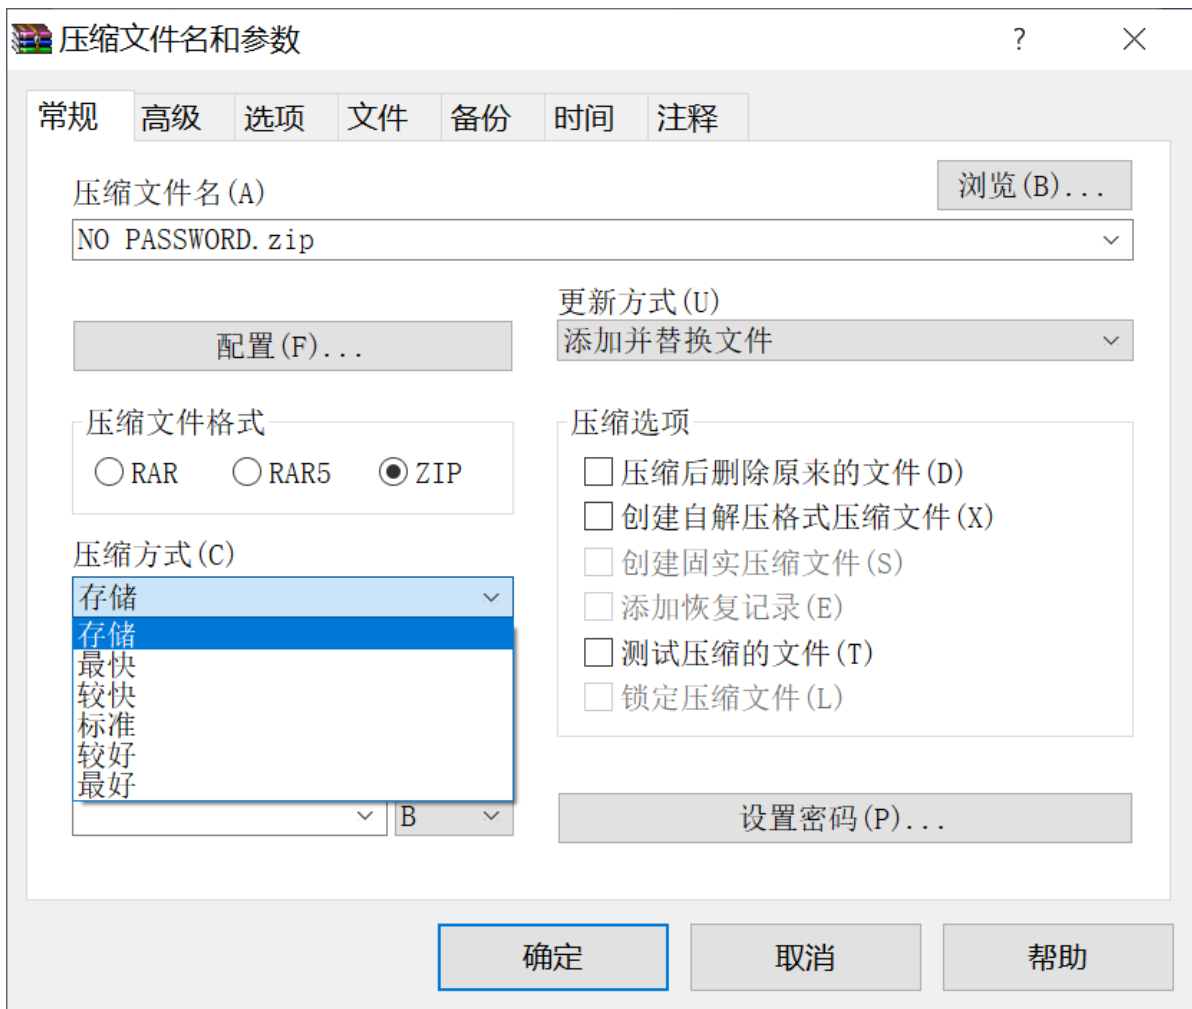 压缩文件名和参数
?
常规 高级 选项 文件 备份 时间 注释
压缩文件名(A)
浏览(B)...
NO PASSWORD.zip
配置(F)...
更新方式(U)
添加并替换文件
压缩文件格式
RAR RAR5 ZIP
压缩方式(C)
存储
存储
最快
较快
标准
较好
最好
B
压缩选项
压缩后删除原来的文件(D)
创建自解压格式压缩文件(X)
创建固实压缩文件(S)
添加恢复记录(E)
测试压缩的文件(T)
锁定压缩文件(L)
设置密码(P)...
确定 取消 帮助